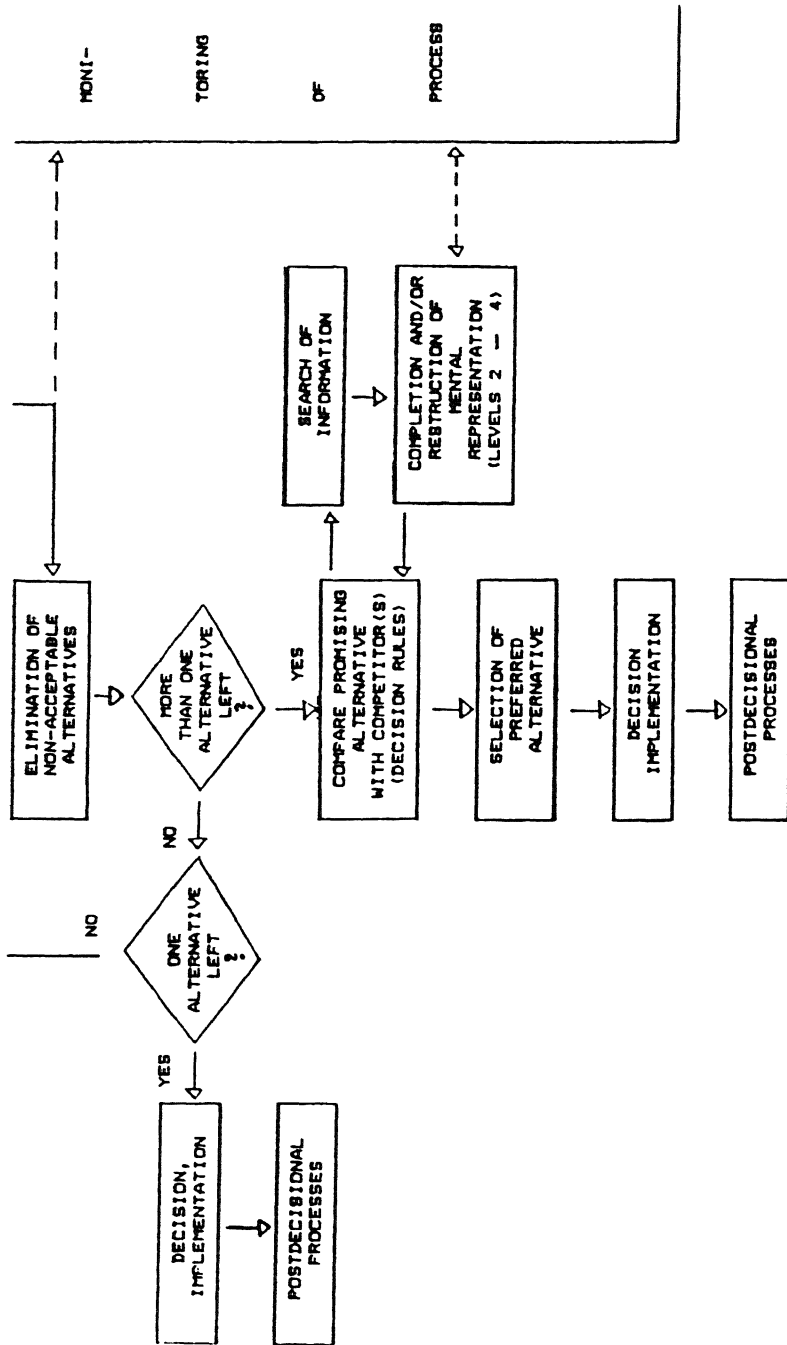 MONI-
TORING
OF
PROCESS
ELIMINATION OF
NON-ACCEPTABLE
ALTERNATIVES
NO
MORE
THAN ONE
ALTERNATIVE
LEFT
?
NO
YES
ONE
ALTERNATIVE
LEFT
?
YES
DECISION,
IMPLEMENTATION
POSTDECISIONAL
PROCESSES
COMPARE PROMISING
ALTERNATIVE
WITH COMPETITOR(S)
(DECISION RULES)
SEARCH OF
INFORMATION
COMPLETION AND/OR
RESTRUCTION OF
MENTAL
REPRESENTATION
(LEVELS 2 — 4)
SELECTION OF
PREFERRED
ALTERNATIVE
DECISION
IMPLEMENTATION
POSTDECISIONAL
PROCESSES